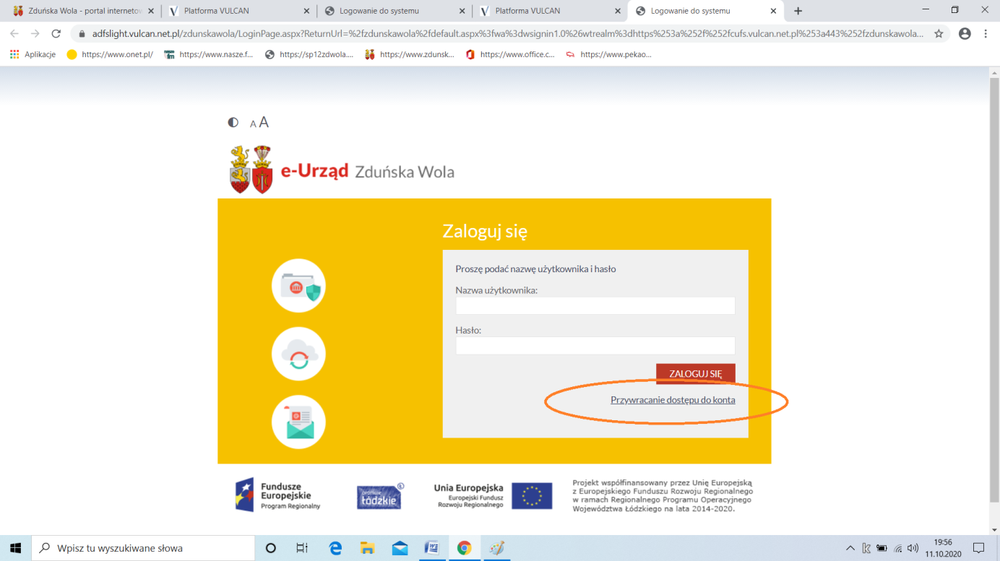 Zduńska Wola - portal internetow
Platforma VULCAN
Logowanie do systemu
Platforma VULCAN
Logowanie do systemu
adfslight.vulcan.net.pl/zdunskawola/LoginPage.aspx?ReturnUrl=%2fzdunskawola%2fdefault.aspx%3fwa%3dwsignin1.0%26wtrealm%3dhttps%253a%252f%252fcufs.vulcan.net.pl%253a443%252fzdunskawola...
Aplikacje
https://www.onet.pl/
https://www.nasze.f...
https://sp12zdwola....
https://www.zdunsk...
https://www.office.c...
https://www.pekao...
A A
e-Urząd Zduńska Wola
Zaloguj się
Proszę podać nazwę użytkownika i hasło
Nazwa użytkownika:
Hasło:
ZALOGUJ SIĘ
Przywracanie dostępu do konta
Fundusze
Europejskie
Program Regionalny
promuje
łódzkie
Unia Europejska
Europejski Fundusz
Rozwoju Regionalnego
Projekt współfinansowany przez Unię Europejską
z Europejskiego Funduszu Rozwoju Regionalnego
w ramach Regionalnego Programu Operacyjnego
Województwa Łódzkiego na lata 2014-2020.
Wpisz tu wyszukiwane słowa
19:56
11.10.2020